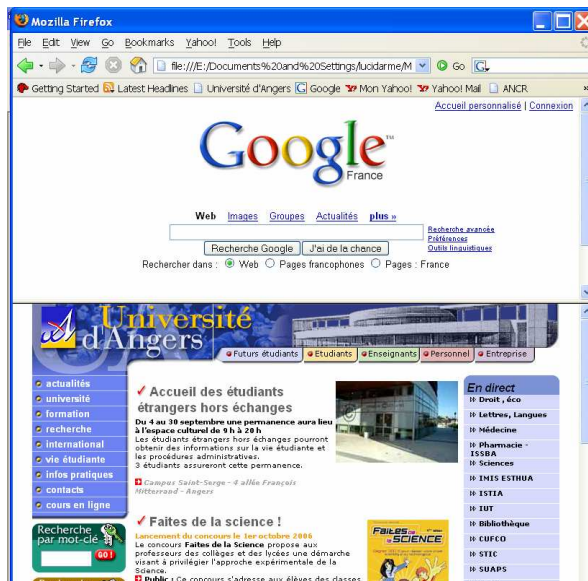 Mozilla Firefox
File Edit View Go Bookmarks Yahoo! Tools Help
file:///E:/Documents%20and%20Settings/lucidarme/M Go
Getting Started Latest Headlines Université d'Angers Google Mon Yahoo! Yahoo! Mail ANCR »
Accueil personnalisé | Connexion
Google™
France
Web Images Groupes Actualités plus »
Recherche avancée
Préférences
Outils linguistiques
Recherche Google J'ai de la chance
Rechercher dans : Web Pages francophones Pages : France
Université
d'Angers
Futurs étudiants Etudiants Enseignants Personnel Entreprise
actualités
université
formation
recherche
international
vie étudiante
infos pratiques
contacts
cours en ligne
Recherche
par mot-clé
GO!
Accueil des étudiants
étrangers hors échanges
Du 4 au 30 septembre une permanence aura lieu
à l'espace culturel de 9 h à 20 h
Les étudiants étrangers hors échanges pourront
obtenir des informations sur la vie étudiante et
les procédures administratives.
3 étudiants assureront cette permanence.
Campus Saint-Serge - 4 allée François
Mitterrand - Angers
Faites de la science !
Lancement du concours le 1er octobre 2006
Le concours Faites de la Science propose aux
professeurs des collèges et des lycées une démarche
visant à privilégier l'approche expérimentale de la
Science.
Public : Ce concours s'adresse aux élèves des classes
FAITES DE LA SCIENCE
En direct
Droit , éco
Lettres, Langues
Médecine
Pharmacie -
ISSBA
Sciences
IMIS ESTHUA
ISTIA
IUT
Bibliothèque
CUFCO
STIC
SUAPS